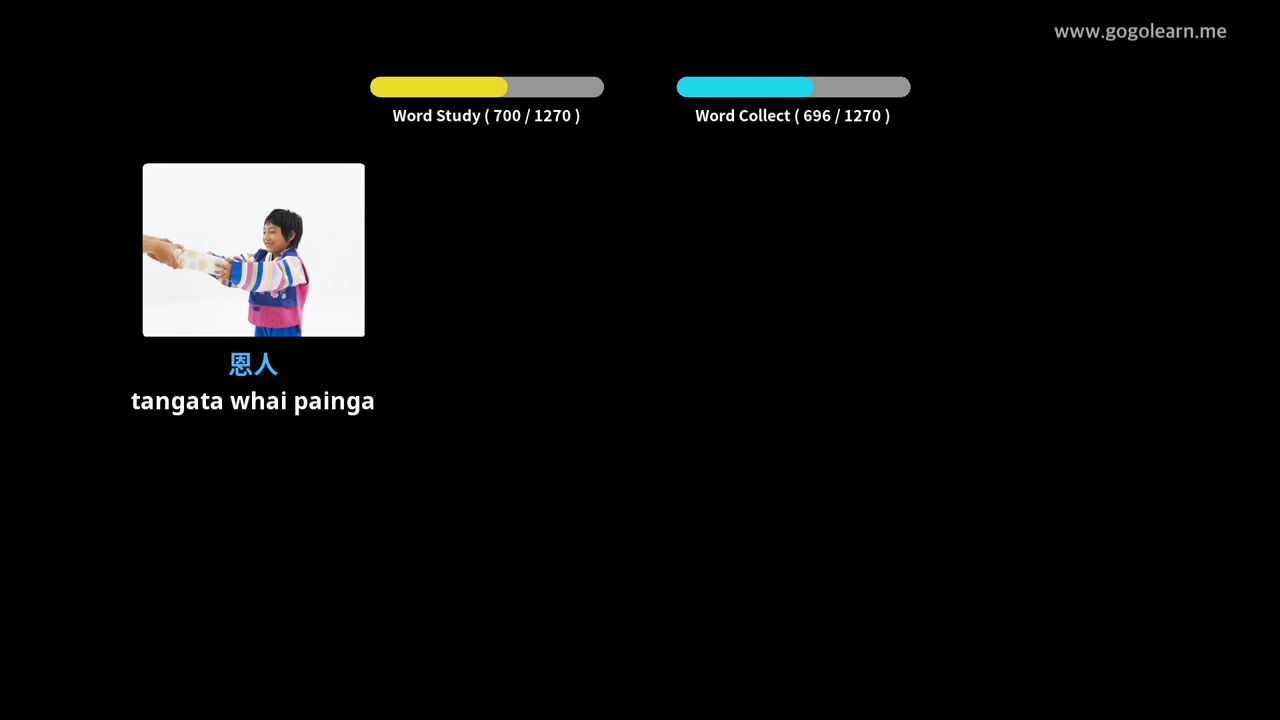 www.gogolearn.me
Word Study ( 700 / 1270 )
Word Collect ( 696 / 1270 )
恩人
tangata whai painga